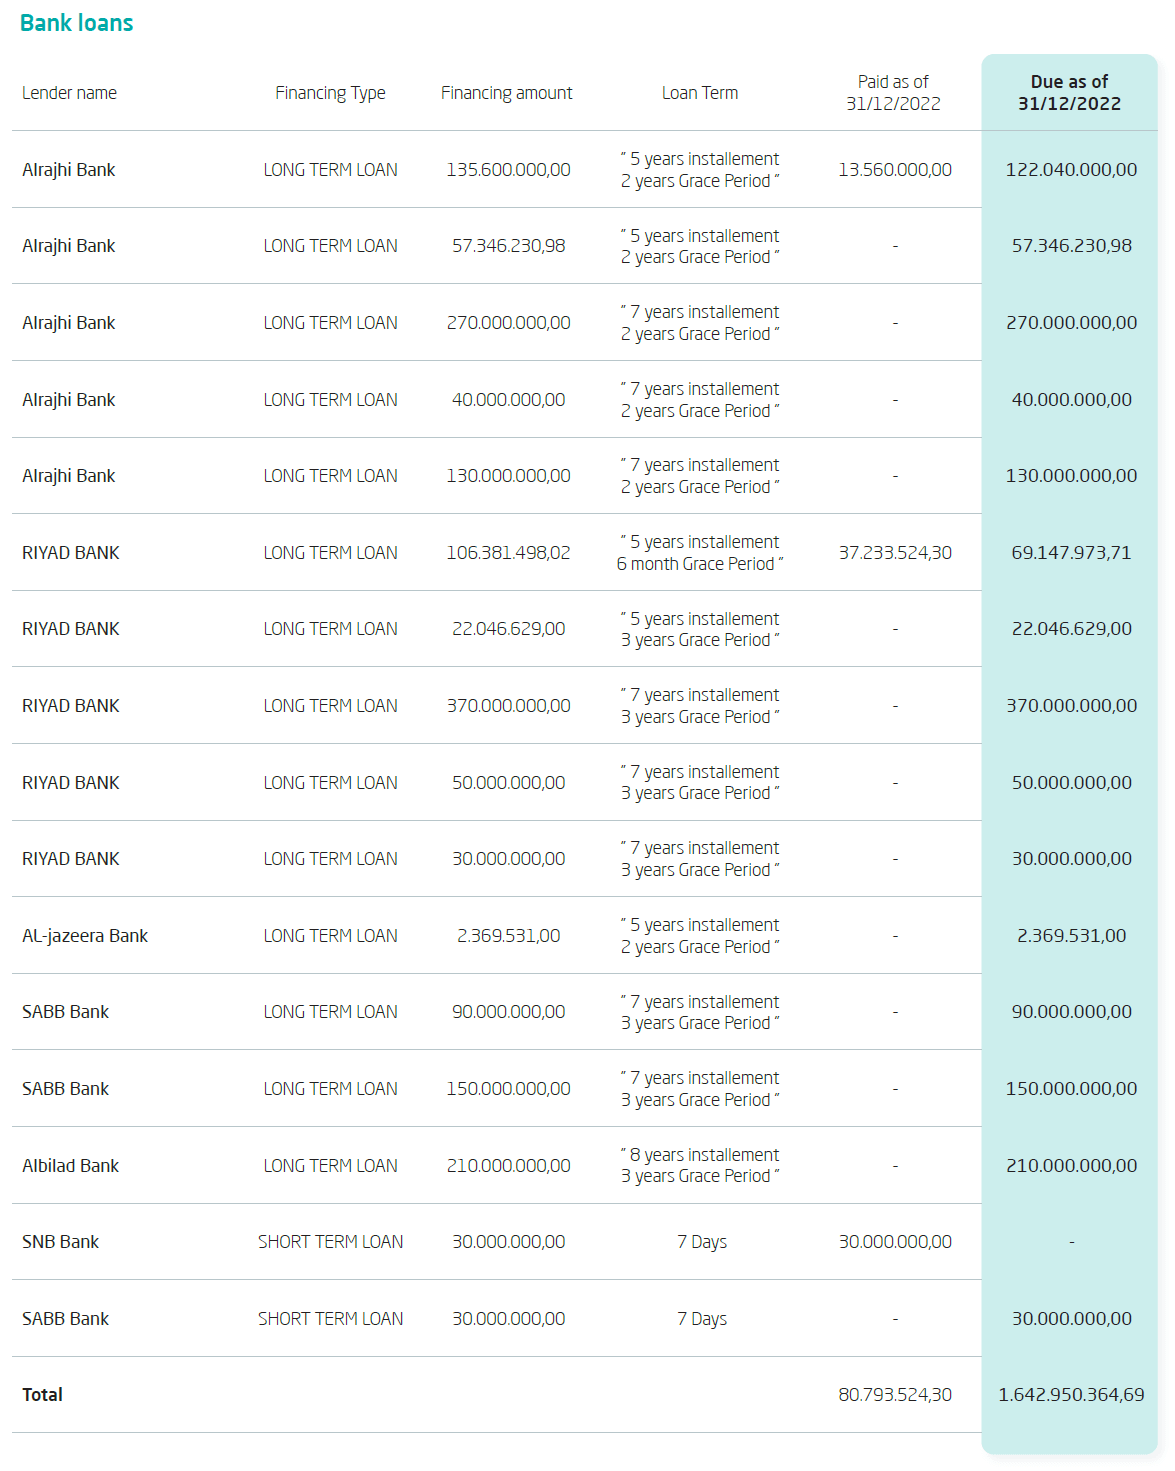 Bank loans
Lender name Financing Type Financing amount Loan Term Paid as of 31/12/2022 Due as of 31/12/2022
Alrajhi Bank LONG TERM LOAN 135.600.000,00 " 5 years installement 2 years Grace Period " 13.560.000,00 122.040.000,00
Alrajhi Bank LONG TERM LOAN 57.346.230,98 " 5 years installement 2 years Grace Period " - 57.346.230,98
Alrajhi Bank LONG TERM LOAN 270.000.000,00 " 7 years installement 2 years Grace Period " - 270.000.000,00
Alrajhi Bank LONG TERM LOAN 40.000.000,00 " 7 years installement 2 years Grace Period " - 40.000.000,00
Alrajhi Bank LONG TERM LOAN 130.000.000,00 " 7 years installement 2 years Grace Period " - 130.000.000,00
RIYAD BANK LONG TERM LOAN 106.381.498,02 " 5 years installement 6 month Grace Period " 37.233.524,30 69.147.973,71
RIYAD BANK LONG TERM LOAN 22.046.629,00 " 5 years installement 3 years Grace Period " - 22.046.629,00
RIYAD BANK LONG TERM LOAN 370.000.000,00 " 7 years installement 3 years Grace Period " - 370.000.000,00
RIYAD BANK LONG TERM LOAN 50.000.000,00 " 7 years installement 3 years Grace Period " - 50.000.000,00
RIYAD BANK LONG TERM LOAN 30.000.000,00 " 7 years installement 3 years Grace Period " - 30.000.000,00
AL-jazeera Bank LONG TERM LOAN 2.369.531,00 " 5 years installement 2 years Grace Period " - 2.369.531,00
SABB Bank LONG TERM LOAN 90.000.000,00 " 7 years installement 3 years Grace Period " - 90.000.000,00
SABB Bank LONG TERM LOAN 150.000.000,00 " 7 years installement 3 years Grace Period " - 150.000.000,00
Albilad Bank LONG TERM LOAN 210.000.000,00 " 8 years installement 3 years Grace Period " - 210.000.000,00
SNB Bank SHORT TERM LOAN 30.000.000,00 7 Days 30.000.000,00 -
SABB Bank SHORT TERM LOAN 30.000.000,00 7 Days - 30.000.000,00
Total 80.793.524,30 1.642.950.364,69